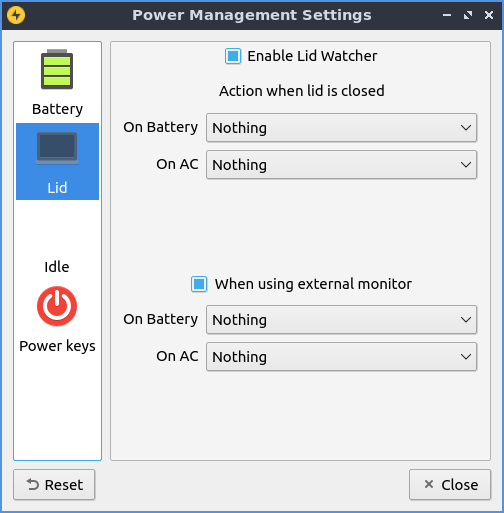 Power Management Settings
Battery
Lid
Idle
Power keys
Enable Lid Watcher
Action when lid is closed
On Battery Nothing
On AC Nothing
When using external monitor
On Battery Nothing
On AC Nothing
Reset
Close